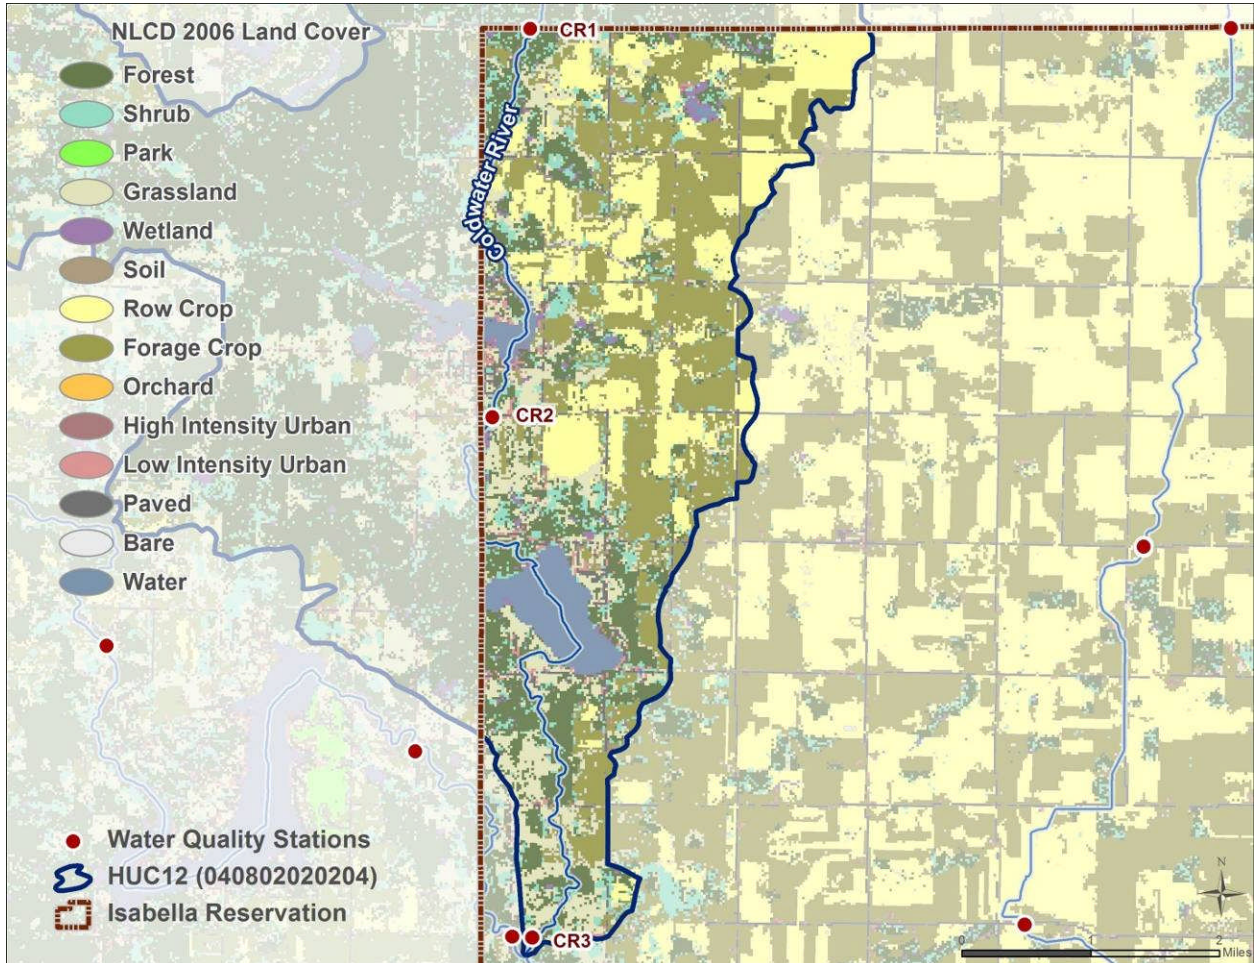 NLCD 2006 Land Cover
Forest
Shrub
Park
Grassland
Wetland
Soil
Row Crop
Forage Crop
Orchard
High Intensity Urban
Low Intensity Urban
Paved
Bare
Water
Water Quality Stations
HUC12 (040802020204)
Isabella Reservation
CR1
Coldwater River
CR2
CR3
N
0 1 2
Miles